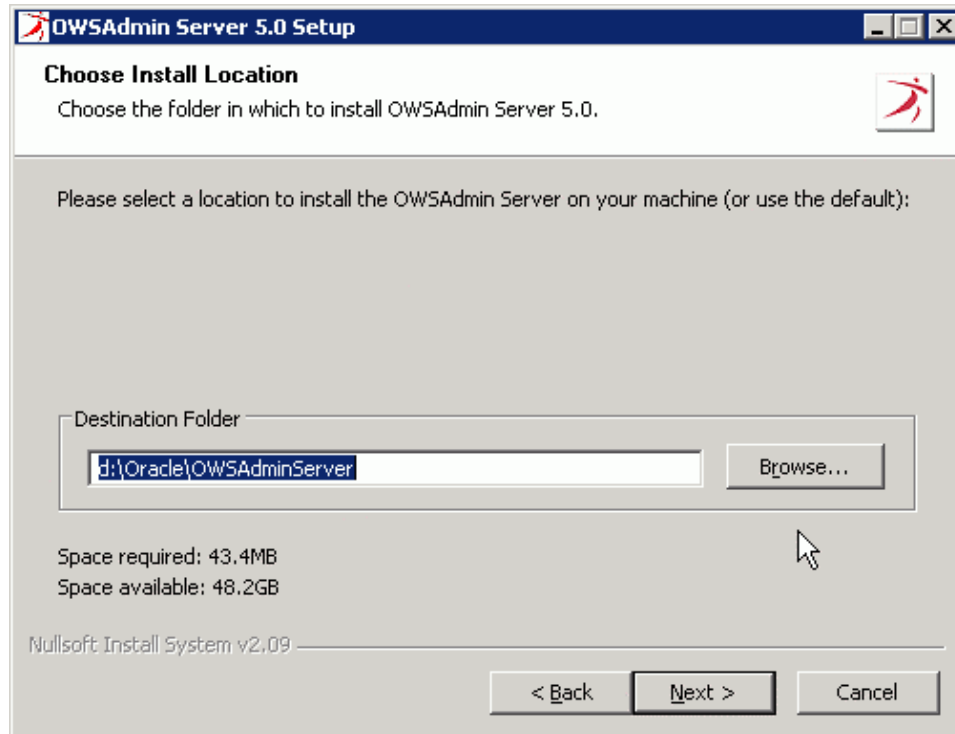 OWSAdmin Server 5.0 Setup
Choose Install Location
Choose the folder in which to install OWSAdmin Server 5.0.
Please select a location to install the OWSAdmin Server on your machine (or use the default):
Destination Folder
d:\Oracle\OWSAdminServer
Browse...
Space required: 43.4MB
Space available: 48.2GB
Nullsoft Install System v2.09
< Back
Next >
Cancel